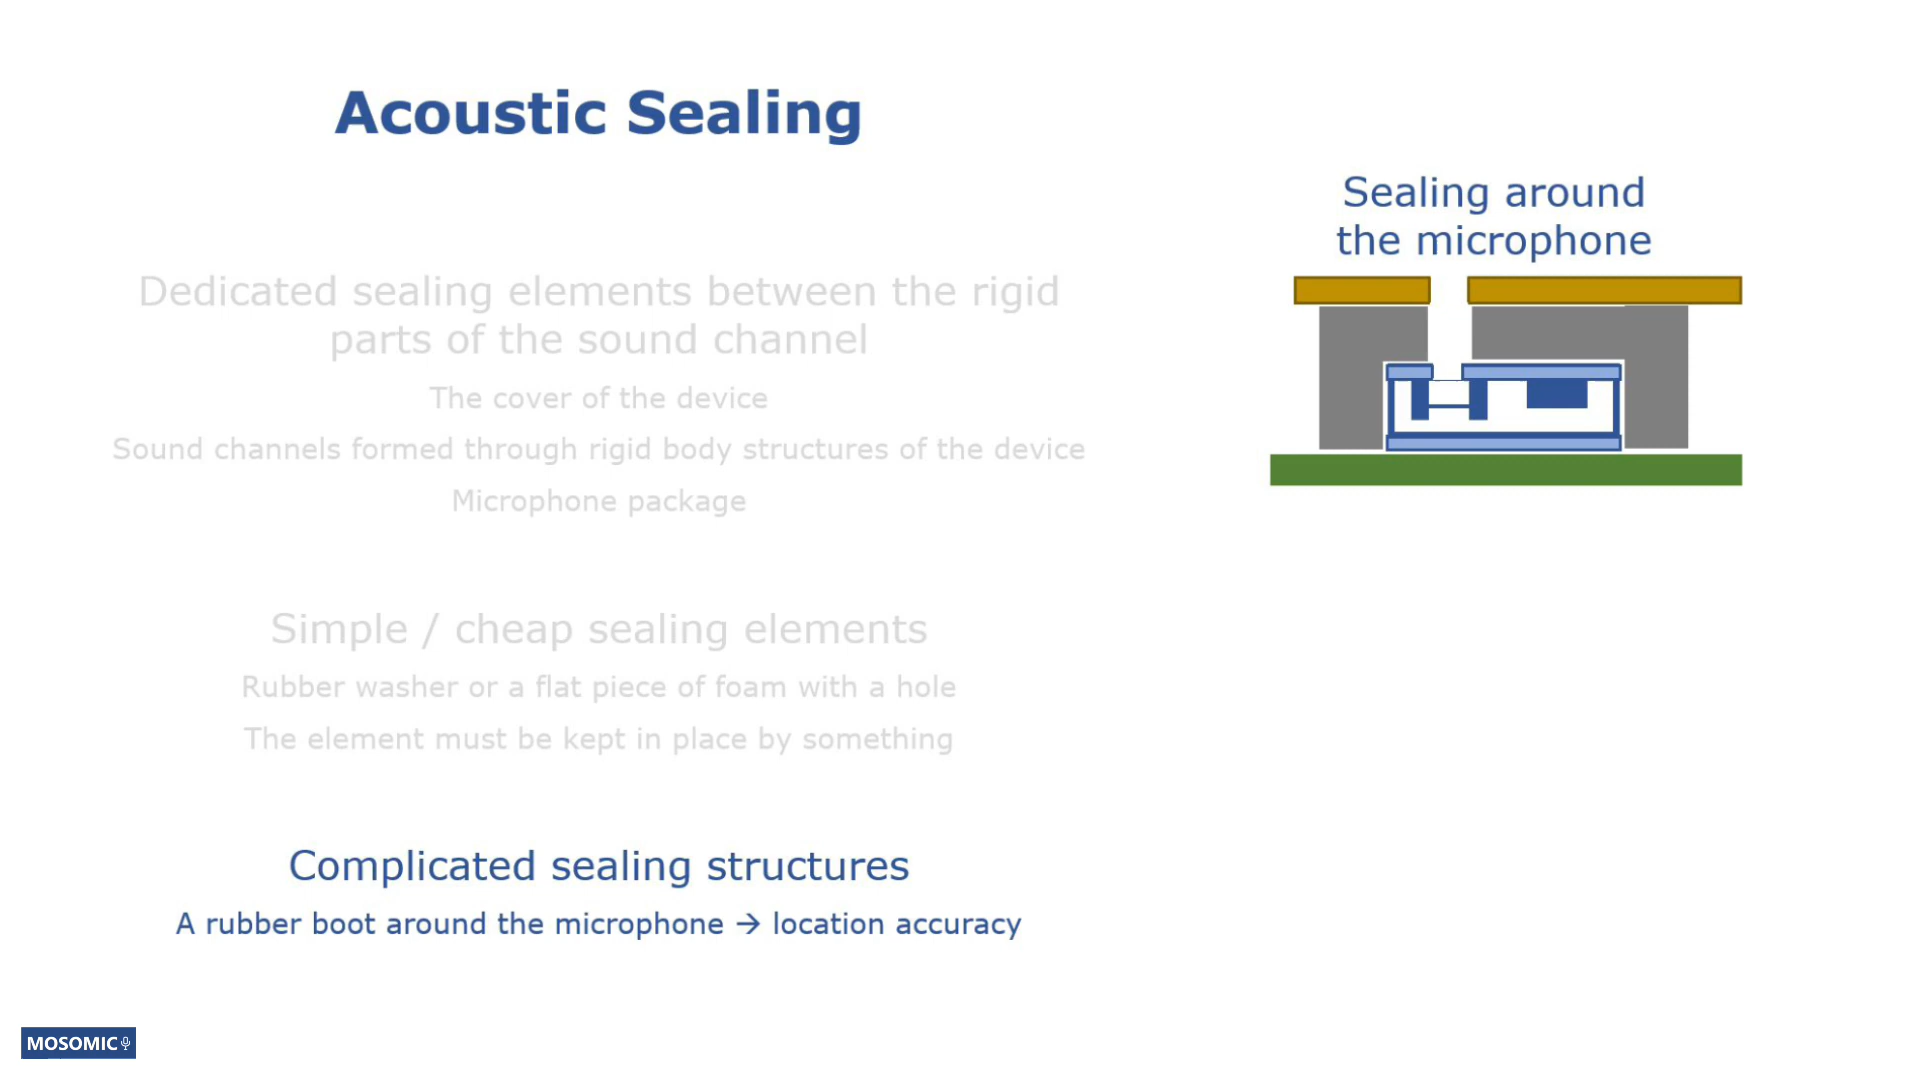 Acoustic Sealing
Dedicated sealing elements between the rigid
parts of the sound channel
The cover of the device
Sound channels formed through rigid body structures of the device
Microphone package
Simple / cheap sealing elements
Rubber washer or a flat piece of foam with a hole
The element must be kept in place by something
Complicated sealing structures
A rubber boot around the microphone → location accuracy
Sealing around
the microphone
MOSOMIC